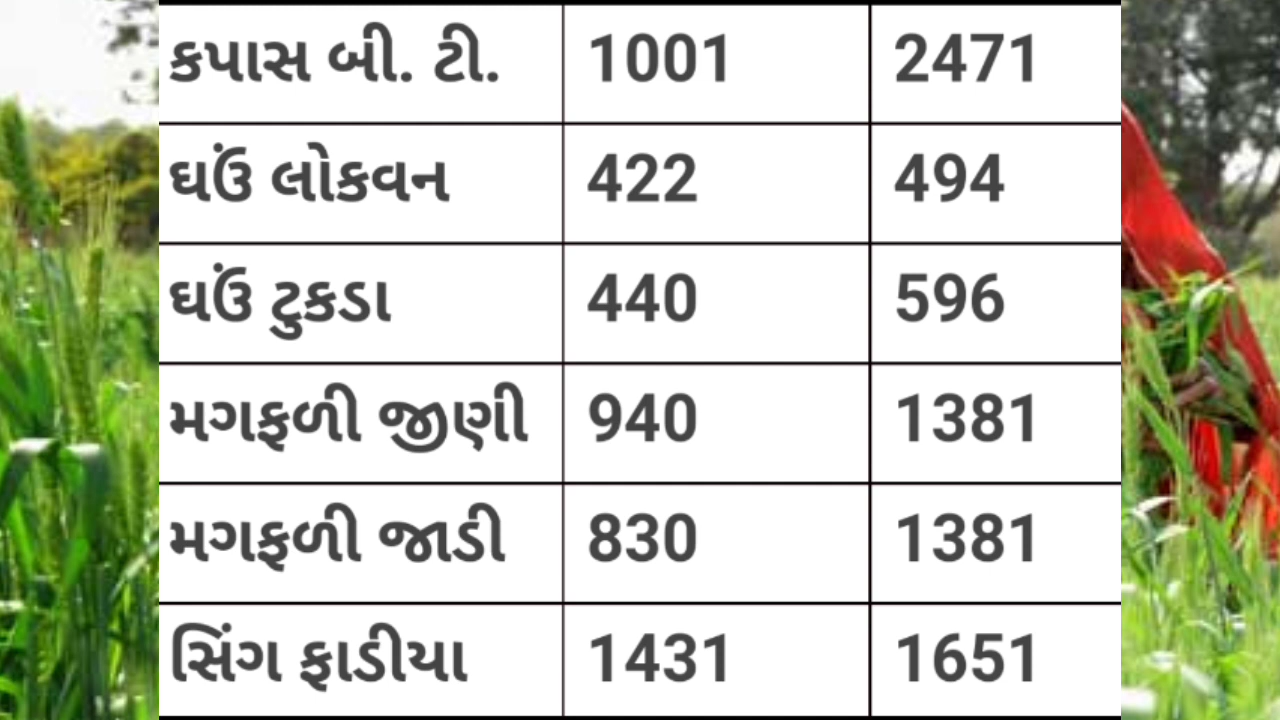 કપાસ બી. ટી. 1001 2471
ઘઉં લોકવન 422 494
ઘઉં ટુકડા 440 596
મગફળી જીણી 940 1381
મગફળી જાડી 830 1381
સિંગ ફાડીયા 1431 1651